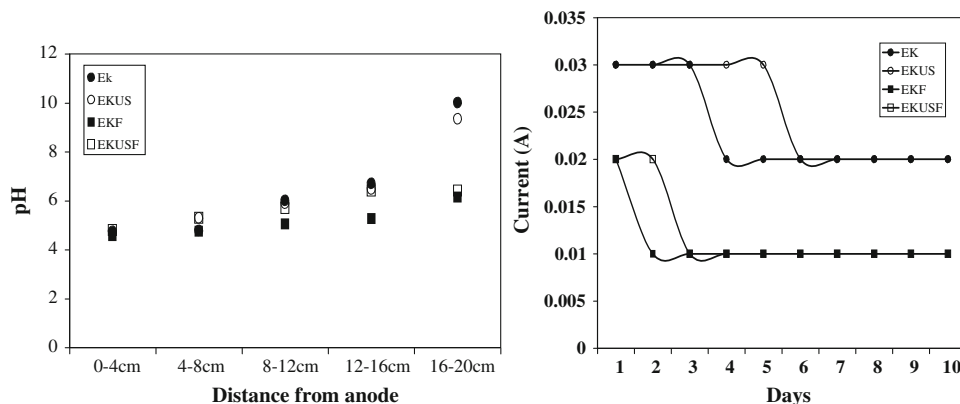 12
10
8
6
4
2
0
pH
Ek
EKUS
EKF
EKUSF
0-4cm
4-8cm
8-12cm
12-16cm
16-20cm
Distance from anode
0.035
0.03
0.025
0.02
0.015
0.01
0.005
0
Current (A)
EK
EKUS
EKF
EKUSF
1 2 3 4 5 6 7 8 9 10
Days